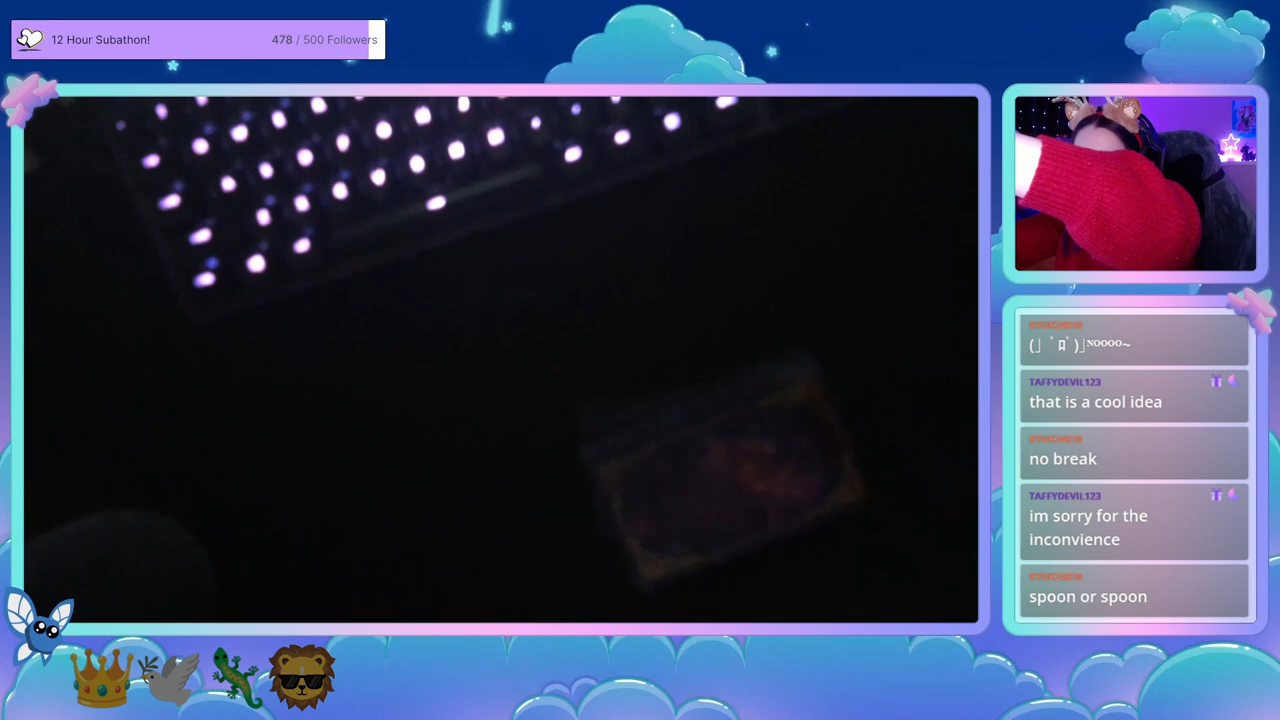 12 Hour Subathon!
478 / 500 Followers
(⌡ ﾟДﾟ)⌡ᴺᴼᴼᴼᴼ~
TAFFYDEVIL123
that is a cool idea
no break
TAFFYDEVIL123
im sorry for the
inconvience
spoon or spoon